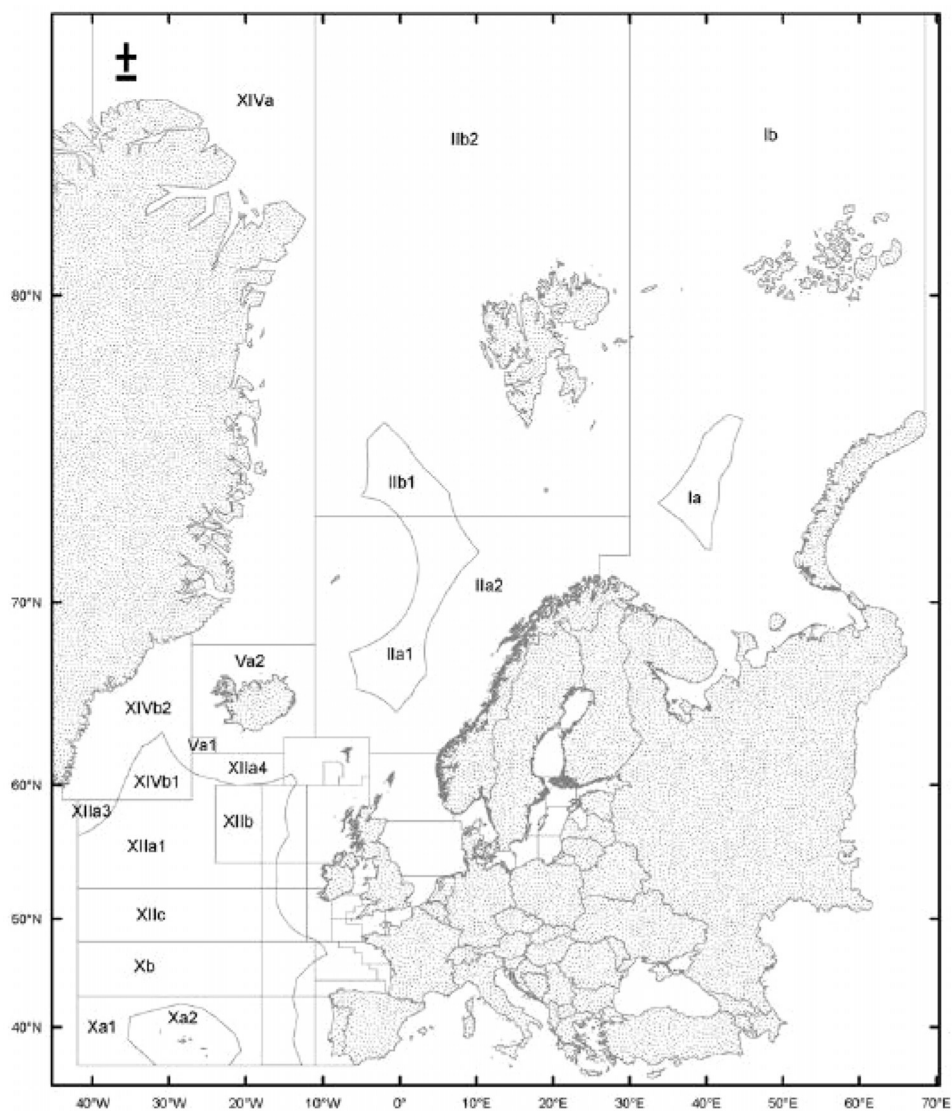 ±
XIVa
IIb2
Ib
80°N
IIb1
Ia
IIa2
70°N
IIa1
Va2
XIVb2
Va1
XIIa4
60°N
XIVb1
XIIa3
XIIb
XIIa1
50°N
XIIc
Xb
40°N
Xa1
Xa2
40°W 30°W 20°W 10°W 0° 10°E 20°E 30°E 40°E 50°E 60°E 70°E